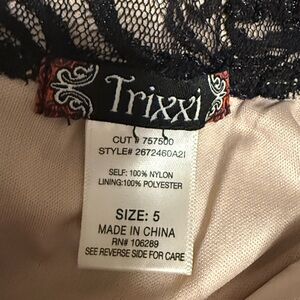 Trixxi
CUT # 757500
STYLE# 2672460A2I
SELF: 100% NYLON
LINING:100% POLYESTER
SIZE: 5
MADE IN CHINA
RN# 106289
SEE REVERSE SIDE FOR CARE